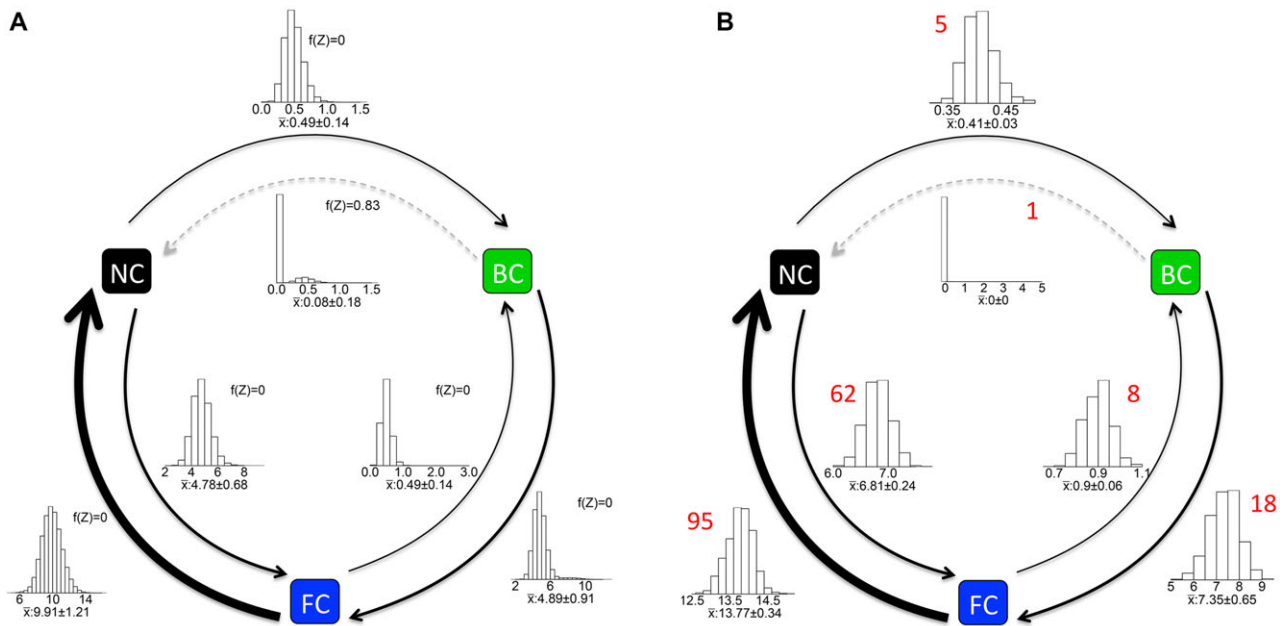 A
f(Z)=0
0.0 0.5 1.0 1.5
x̄:0.49±0.14
f(Z)=0.83
0.0 0.5 1.0 1.5
x̄:0.08±0.18
NC
BC
f(Z)=0
2 4 6 8
x̄:4.78±0.68
f(Z)=0
0.0 1.0 2.0 3.0
x̄:0.49±0.14
f(Z)=0
6 10 14
x̄:9.91±1.21
f(Z)=0
2 6 10
x̄:4.89±0.91
FC
B
5
0.35 0.45
x̄:0.41±0.03
1
0 1 2 3 4 5
x̄:0±0
NC
BC
62
6.0 7.0
x̄:6.81±0.24
8
0.7 0.9 1.1
x̄:0.9±0.06
95
12.5 13.5 14.5
x̄:13.77±0.34
18
5 6 7 8 9
x̄:7.35±0.65
FC